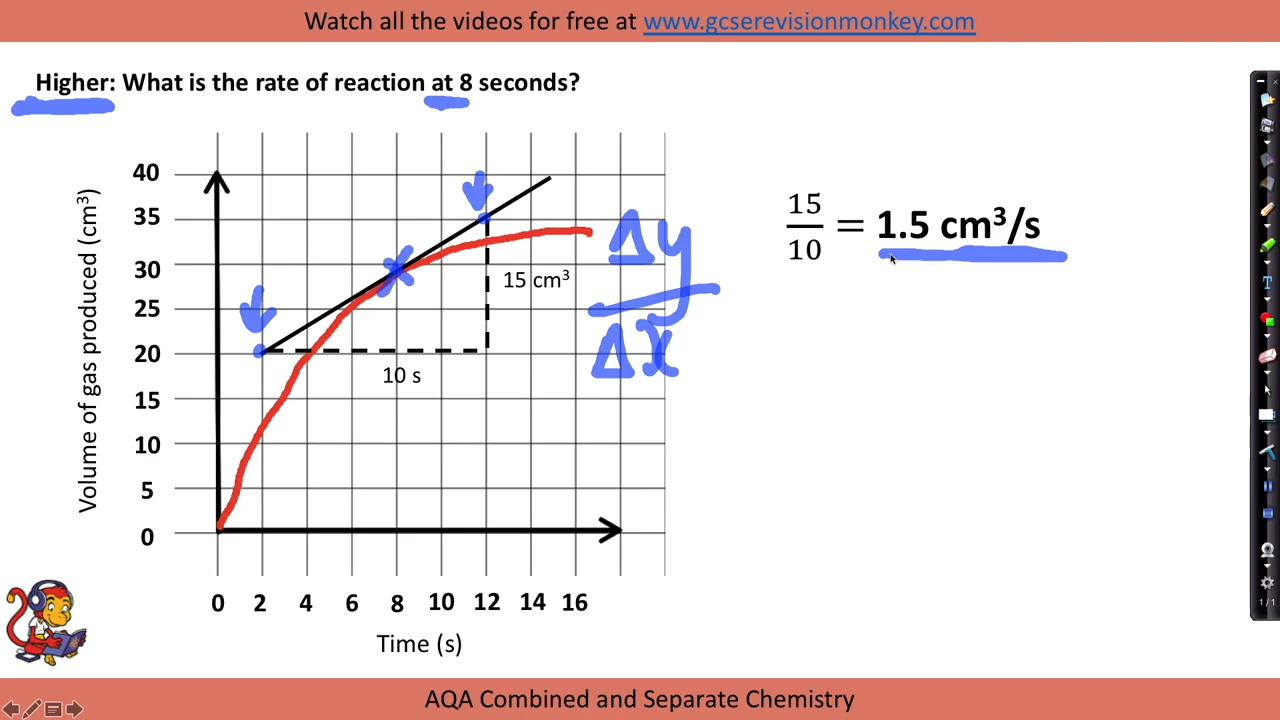 Watch all the videos for free at www.gcserevisionmonkey.com
Higher: What is the rate of reaction at 8 seconds?
Volume of gas produced (cm³)
40
35
30
25
20
15
10
5
0
15 cm³
10 s
Δy
Δx
15
10
= 1.5 cm³/s
0 2 4 6 8 10 12 14 16
Time (s)
AQA Combined and Separate Chemistry
T
1/1